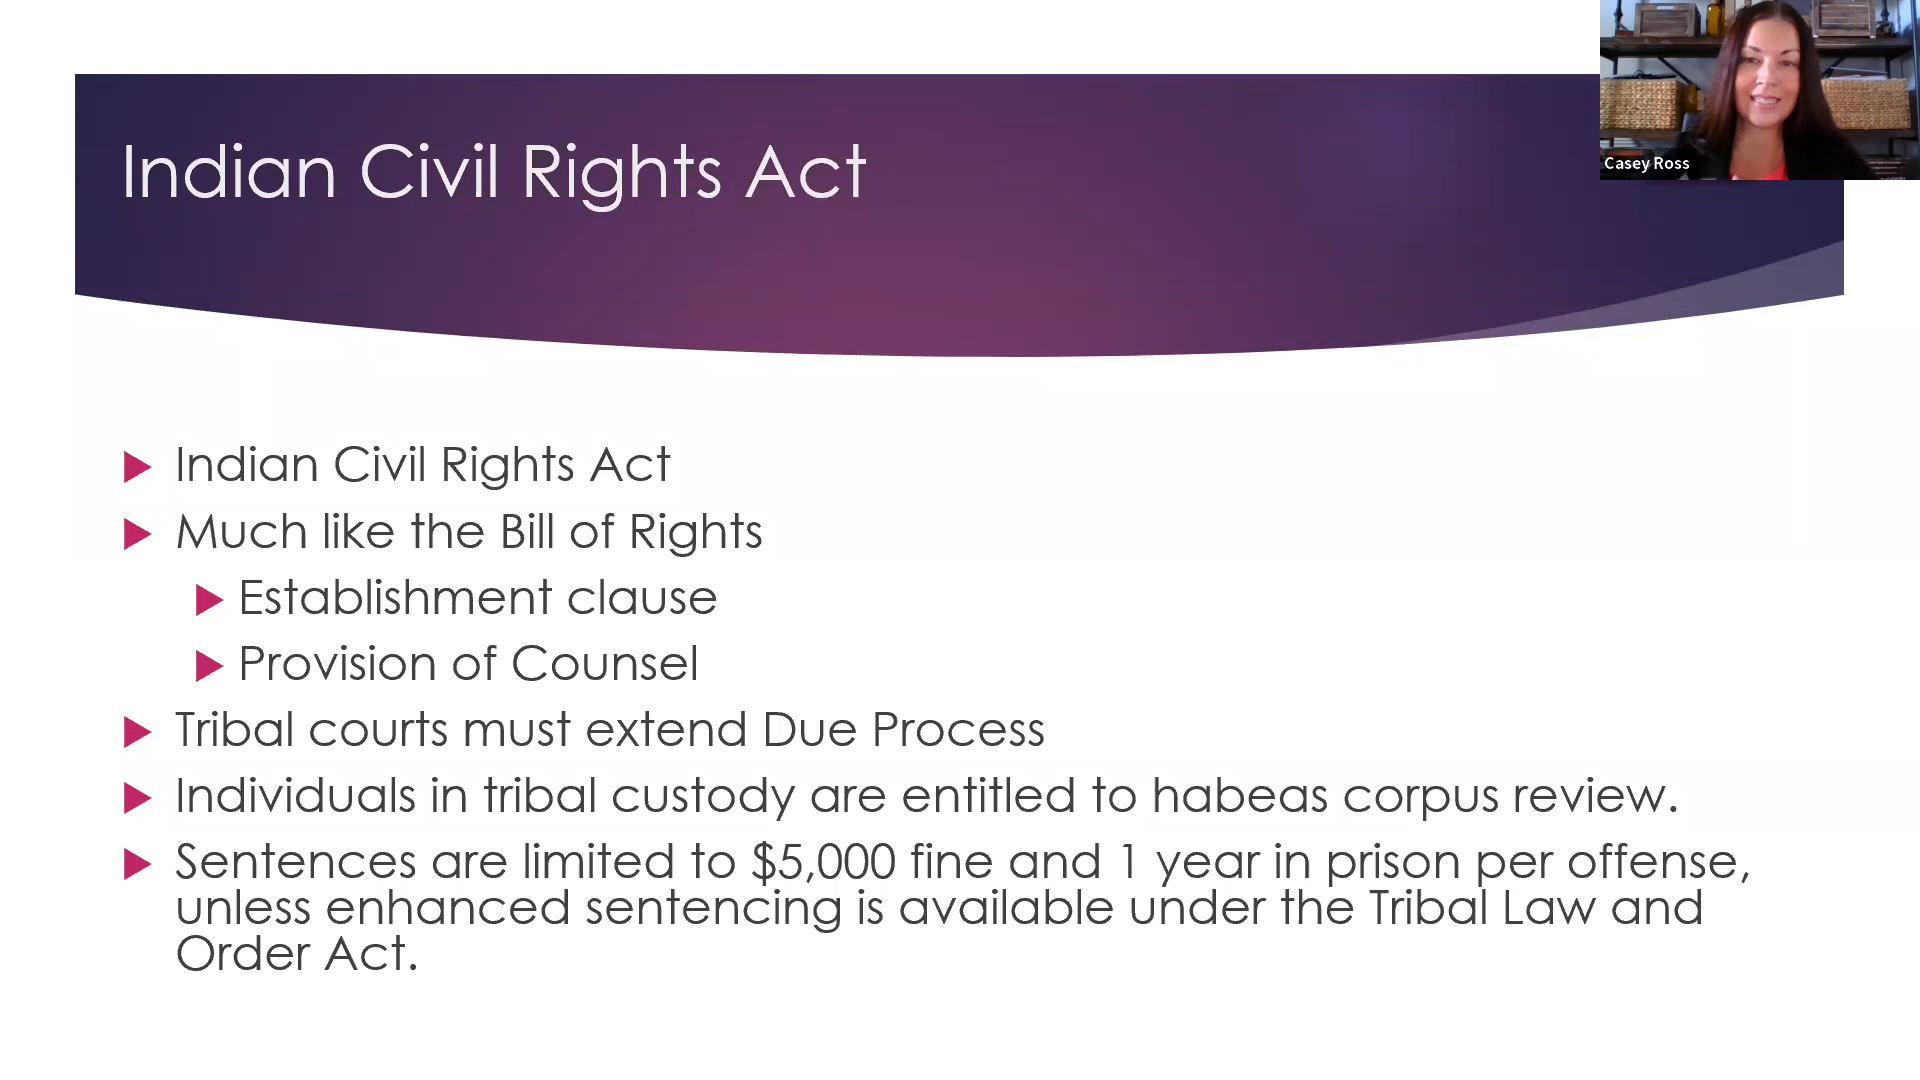 Casey Ross
Indian Civil Rights Act
Indian Civil Rights Act
Much like the Bill of Rights
Establishment clause
Provision of Counsel
Tribal courts must extend Due Process
Individuals in tribal custody are entitled to habeas corpus review.
Sentences are limited to $5,000 fine and 1 year in prison per offense,
unless enhanced sentencing is available under the Tribal Law and
Order Act.